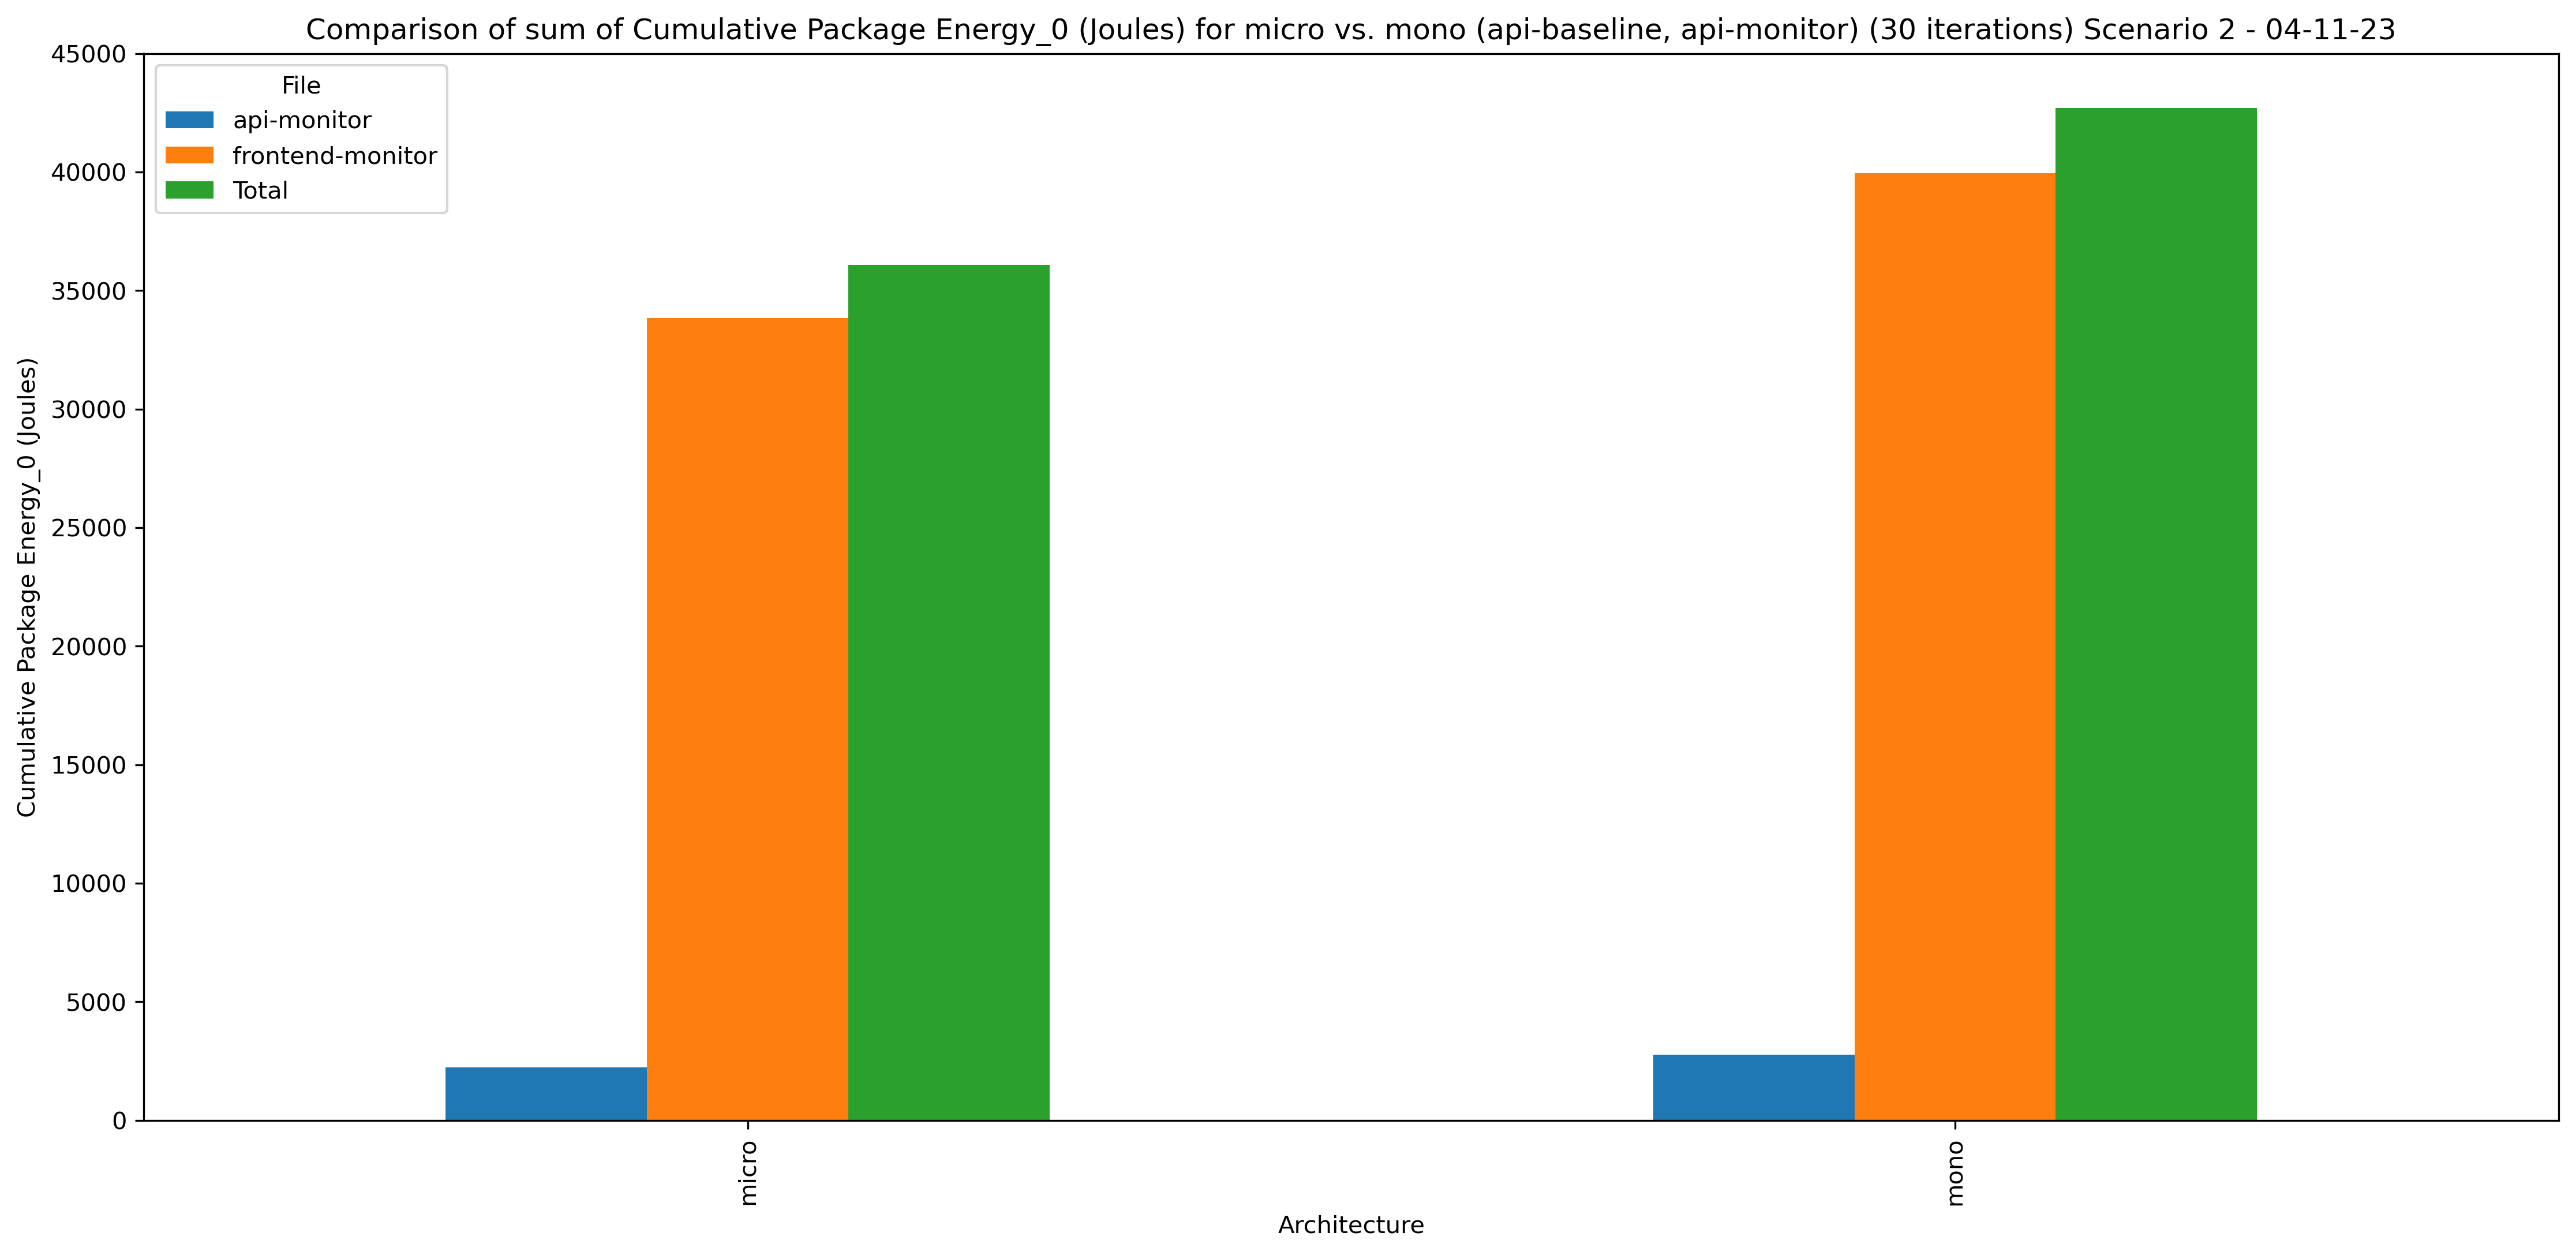 Comparison of sum of Cumulative Package Energy_0 (Joules) for micro vs. mono (api-baseline, api-monitor) (30 iterations) Scenario 2 - 04-11-23
File
api-monitor
frontend-monitor
Total
Cumulative Package Energy_0 (Joules)
45000
40000
35000
30000
25000
20000
15000
10000
5000
0
micro
mono
Architecture